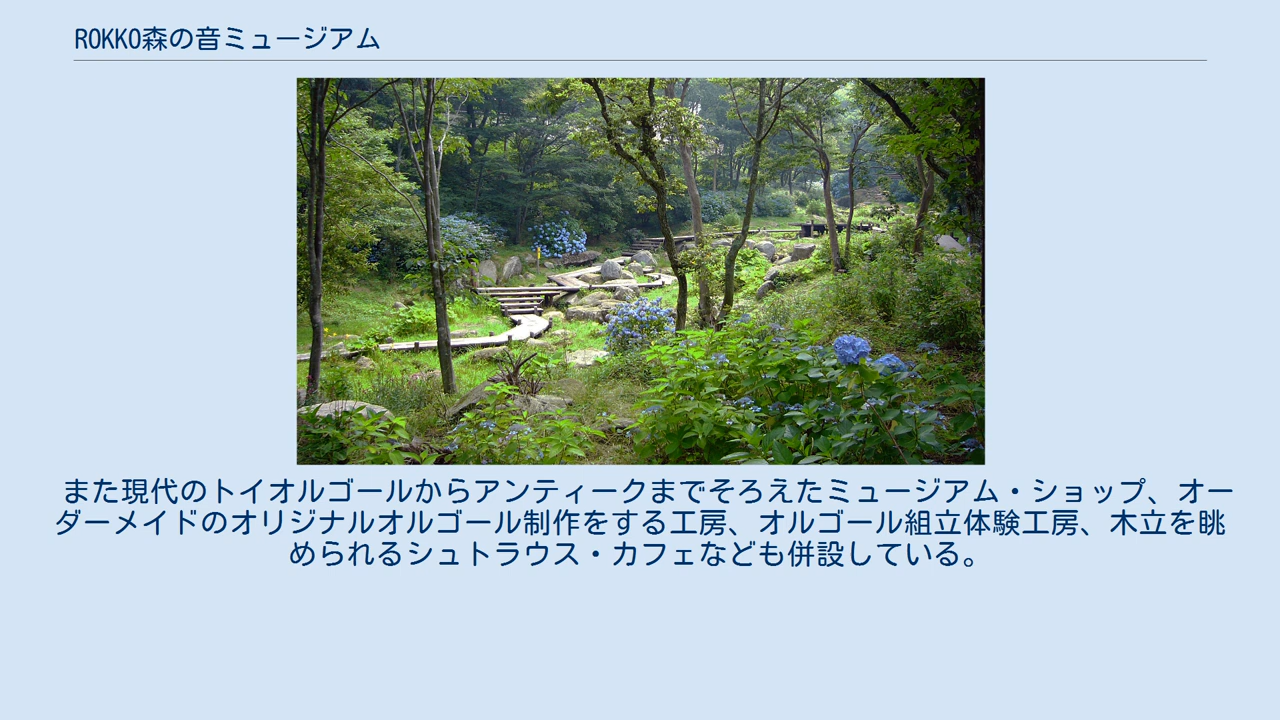 ROKKO森の音ミュージアム
また現代のトイオルゴールからアンティークまでそろえたミュージアム・ショップ、オー
ダーメイドのオリジナルオルゴール制作をする工房、オルゴール組立体験工房、木立を眺
められるシュトラウス・カフェなども併設している。